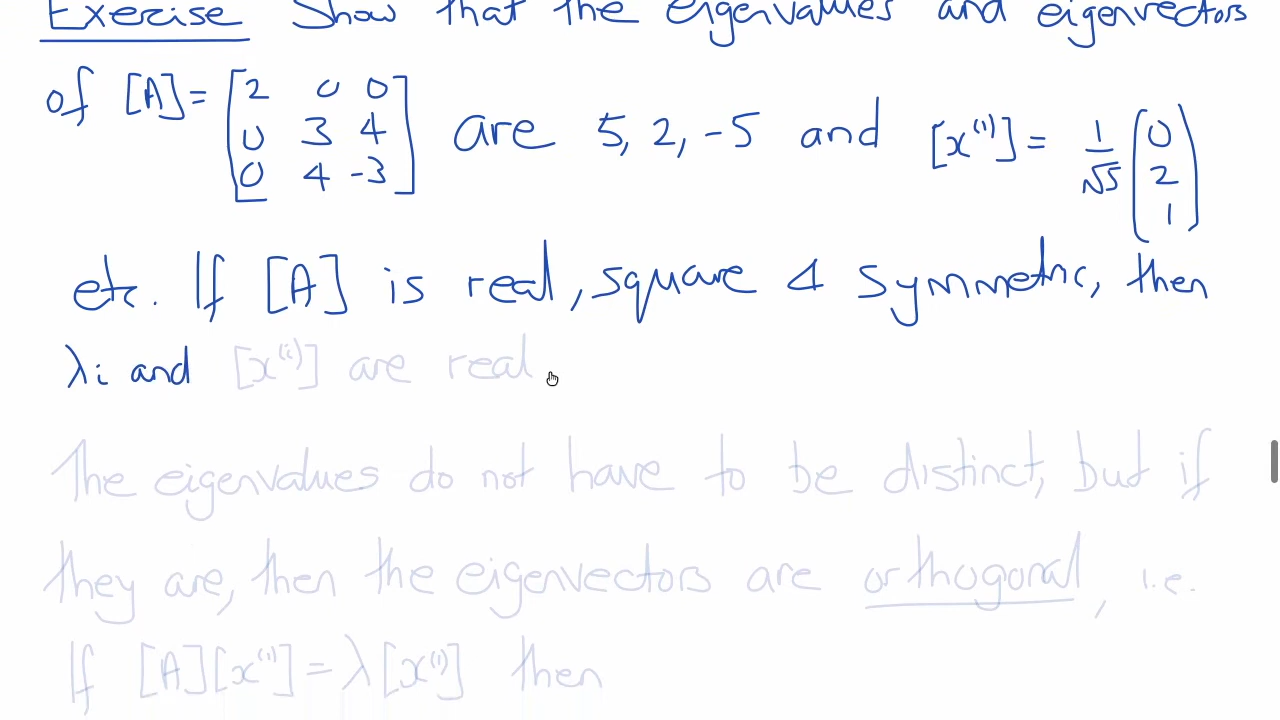 Exercise Show that the eigenvalues and eigenvectors
of [A] = [2 0 0; 0 3 4; 0 4 -3] are 5, 2, -5 and [x⁽¹⁾] = 1/√5 (0 2 1)
etc. If [A] is real, square & symmetric, then
λi and [x⁽ⁱ⁾] are real
The eigenvalues do not have to be distinct, but if
they are, then the eigenvectors are orthogonal, i.e.
If [A][x⁽¹⁾] = λ[x⁽¹⁾] then